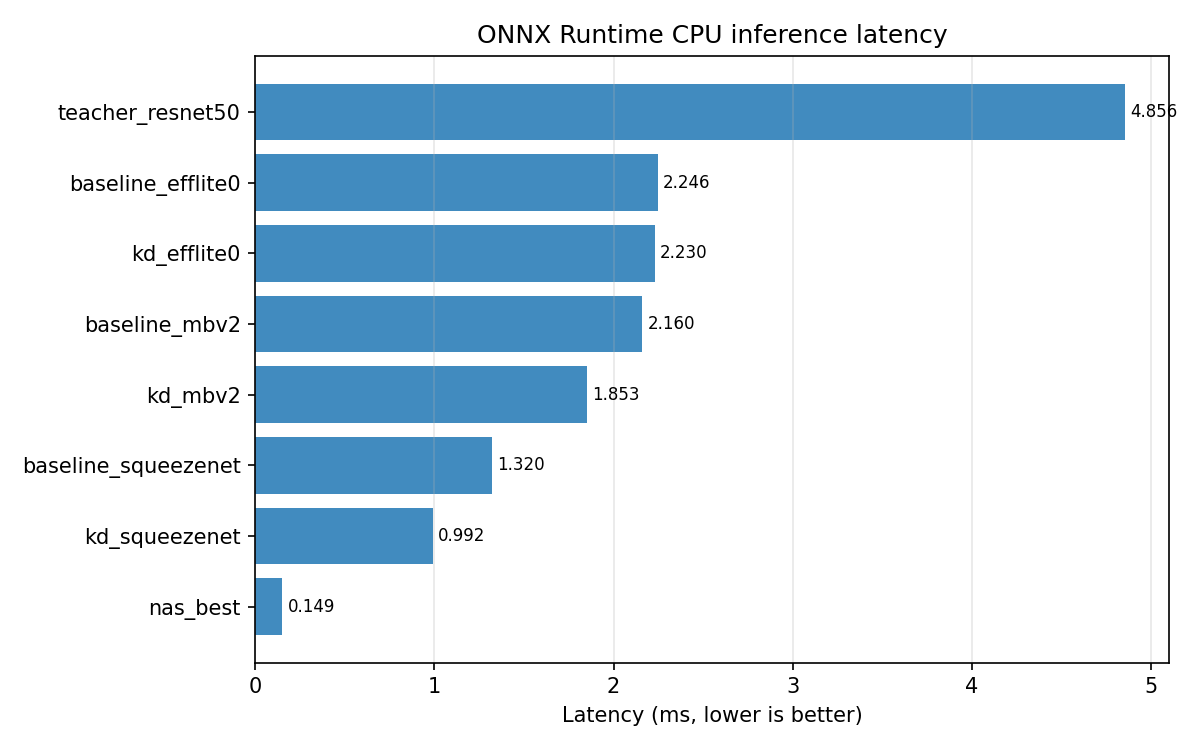 ONNX Runtime CPU inference latency
teacher_resnet50 4.856
baseline_efflite0 2.246
kd_efflite0 2.230
baseline_mbv2 2.160
kd_mbv2 1.853
baseline_squeezenet 1.320
kd_squeezenet 0.992
nas_best 0.149
0 1 2 3 4 5
Latency (ms, lower is better)